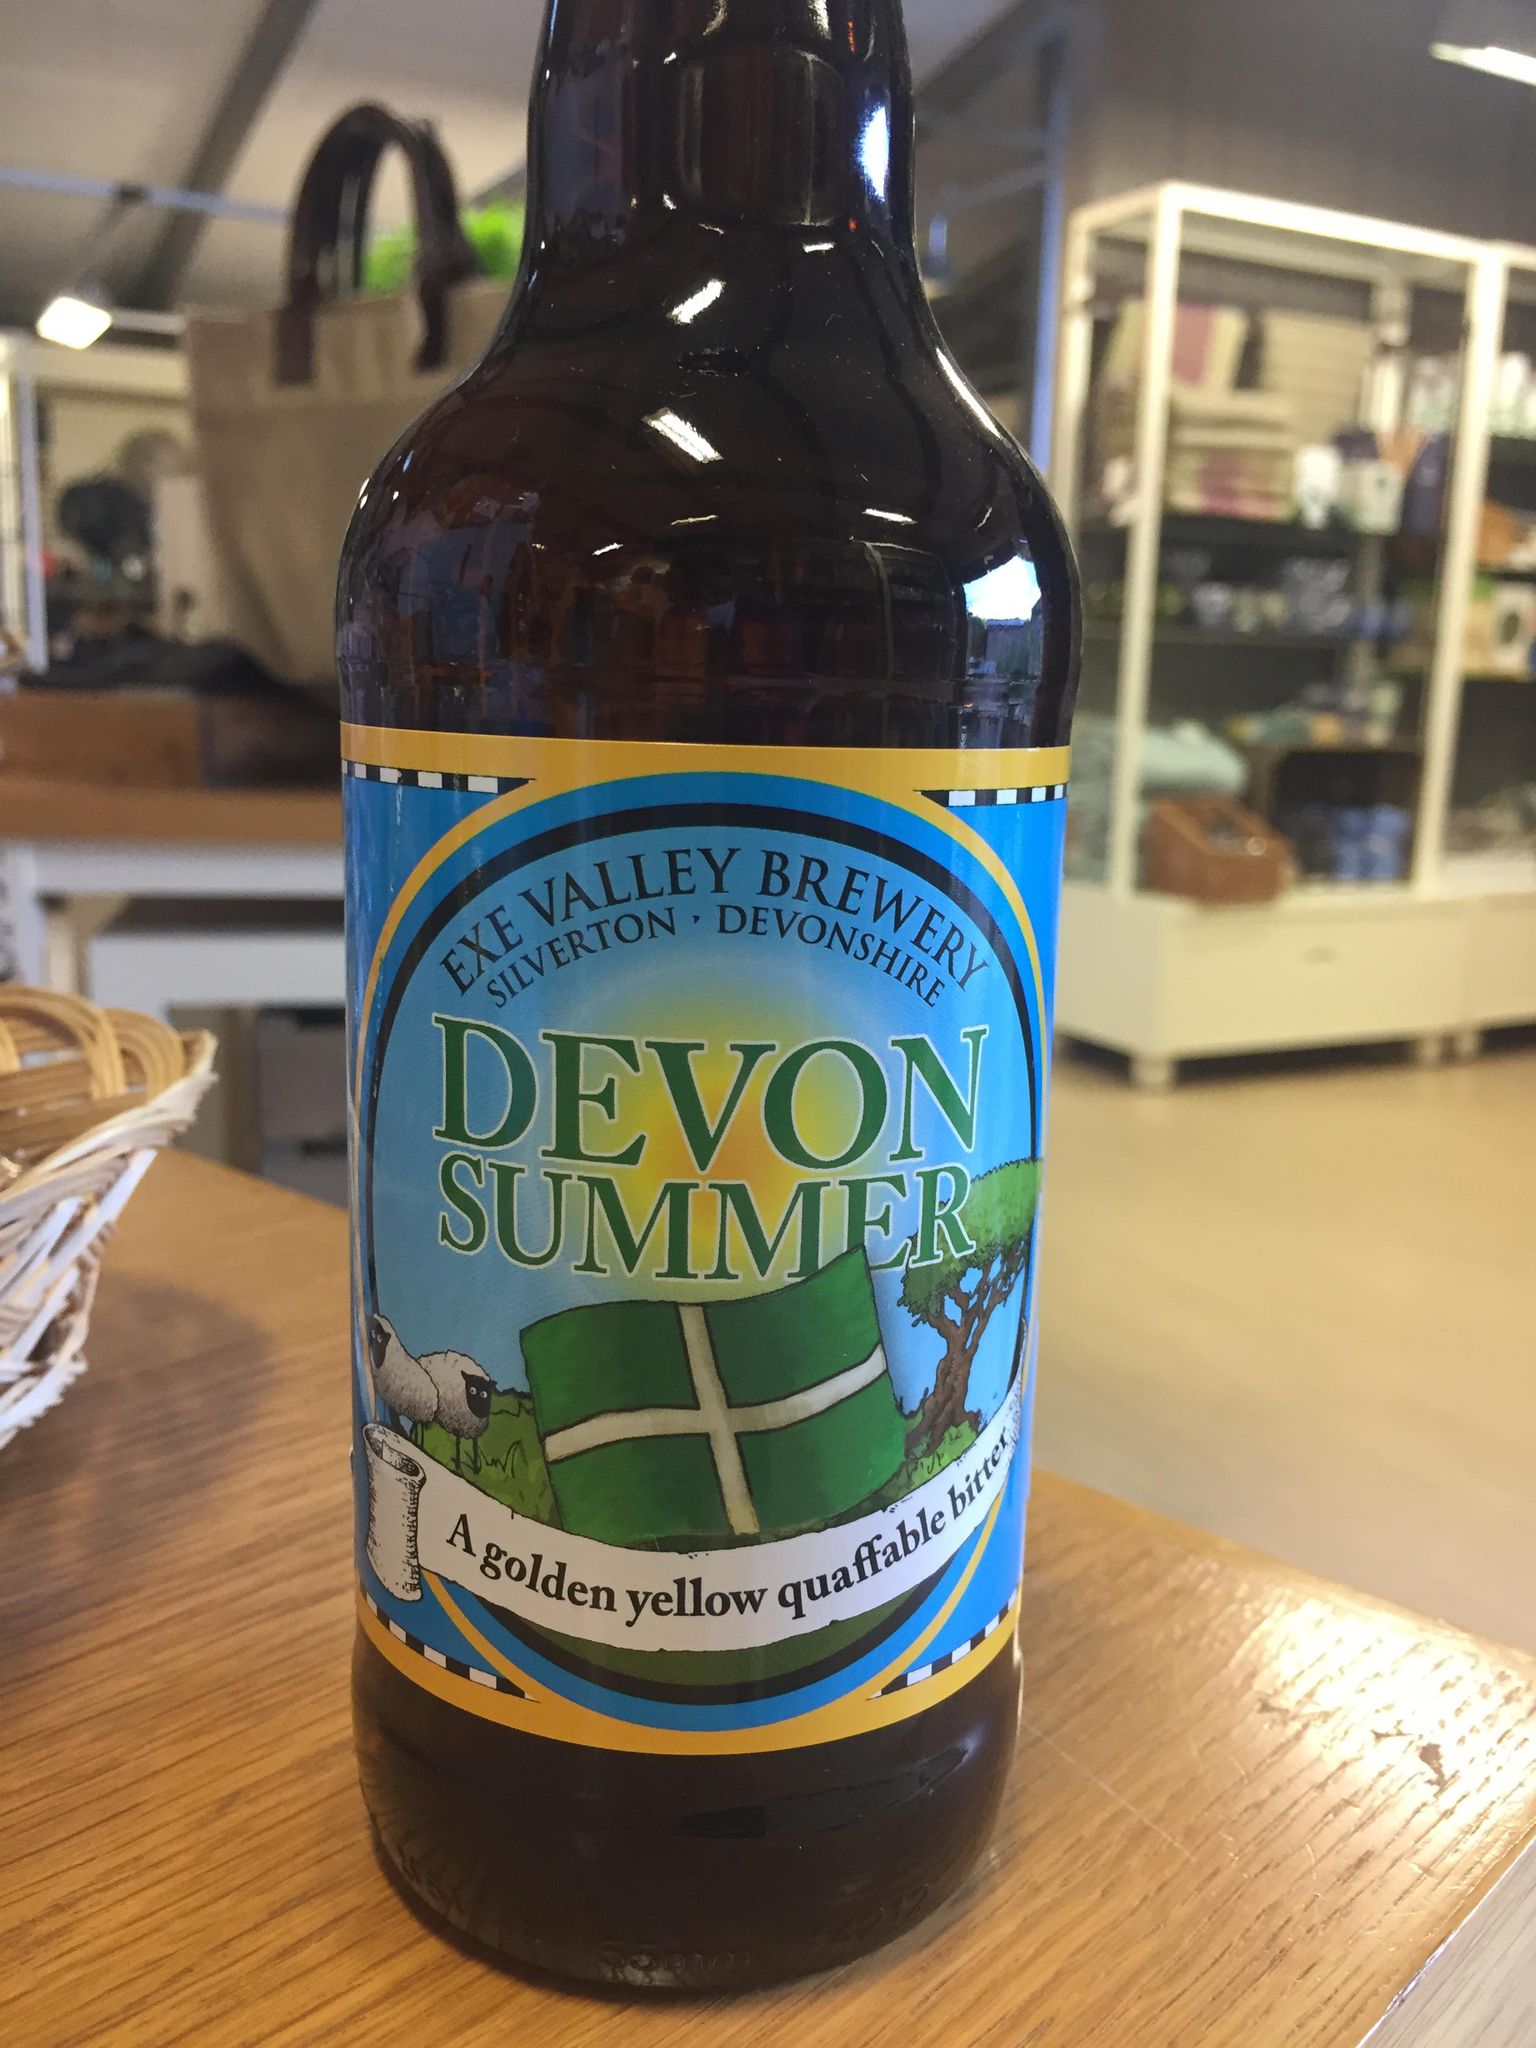 EXE VALLEY BREWERY
SILVERTON · DEVONSHIRE
DEVON
SUMMER
A golden yellow quaffable bitter